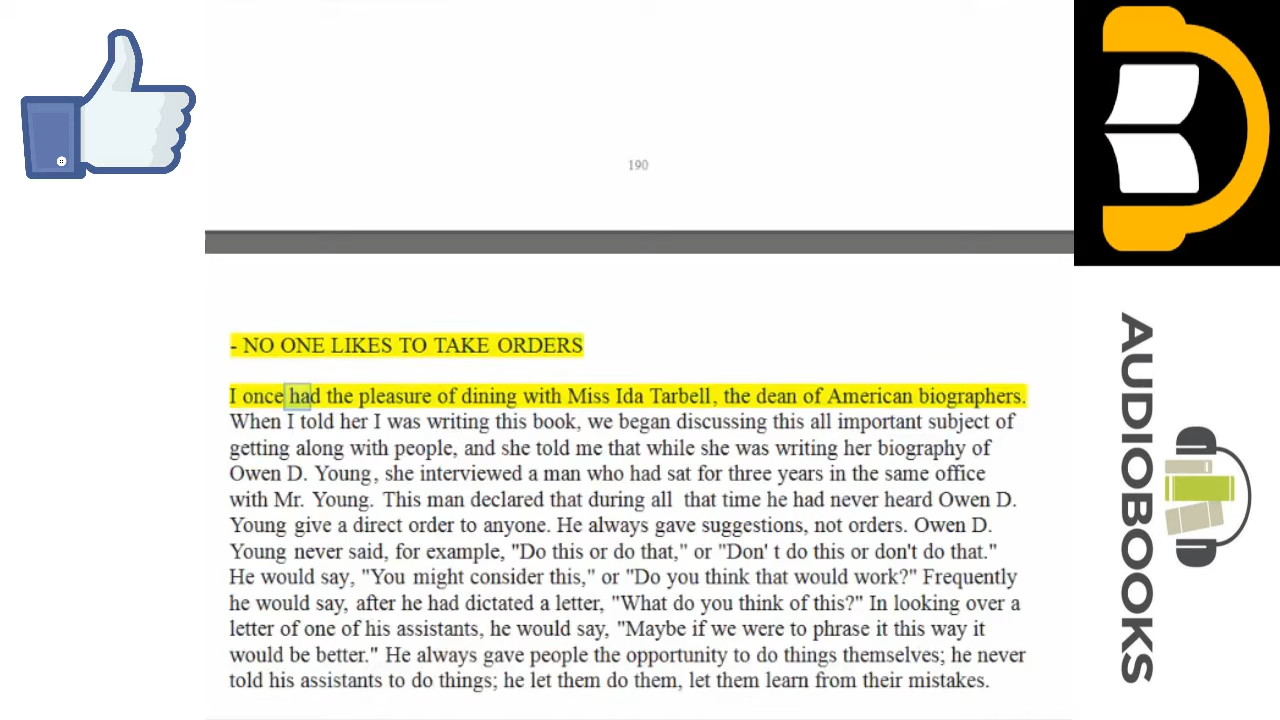 190
- NO ONE LIKES TO TAKE ORDERS
I once had the pleasure of dining with Miss Ida Tarbell, the dean of American biographers.
When I told her I was writing this book, we began discussing this all important subject of
getting along with people, and she told me that while she was writing her biography of
Owen D. Young, she interviewed a man who had sat for three years in the same office
with Mr. Young. This man declared that during all that time he had never heard Owen D.
Young give a direct order to anyone. He always gave suggestions, not orders. Owen D.
Young never said, for example, "Do this or do that," or "Don' t do this or don't do that."
He would say, "You might consider this," or "Do you think that would work?" Frequently
he would say, after he had dictated a letter, "What do you think of this?" In looking over a
letter of one of his assistants, he would say, "Maybe if we were to phrase it this way it
would be better." He always gave people the opportunity to do things themselves; he never
told his assistants to do things; he let them do them, let them learn from their mistakes.
AUDIOBOOKS